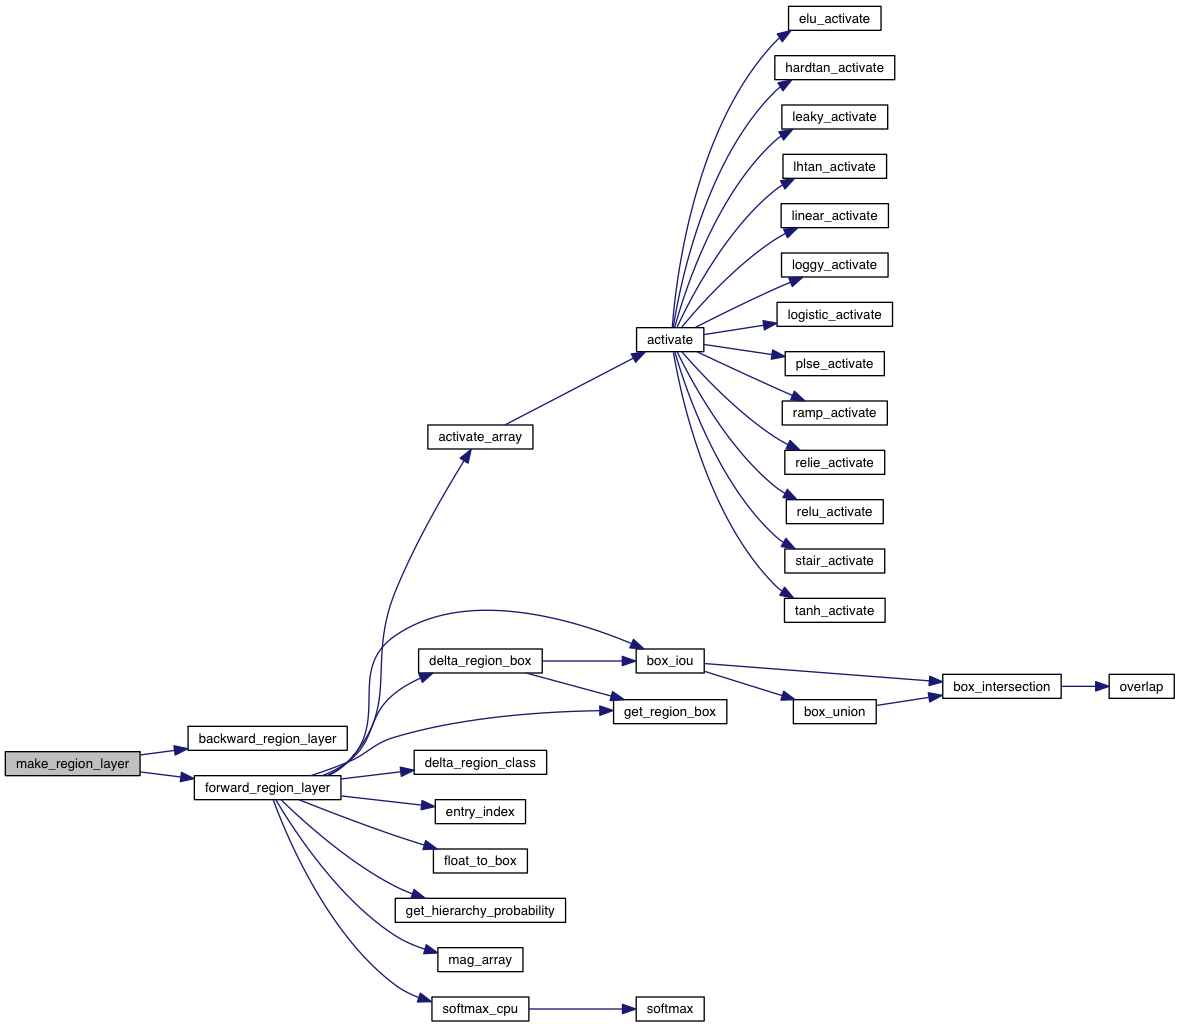 elu_activate
hardtan_activate
leaky_activate
lhtan_activate
linear_activate
loggy_activate
logistic_activate
activate
plse_activate
ramp_activate
activate_array
relie_activate
relu_activate
stair_activate
tanh_activate
delta_region_box
box_iou
box_intersection
overlap
get_region_box
box_union
backward_region_layer
make_region_layer
delta_region_class
forward_region_layer
entry_index
float_to_box
get_hierarchy_probability
mag_array
softmax_cpu
softmax